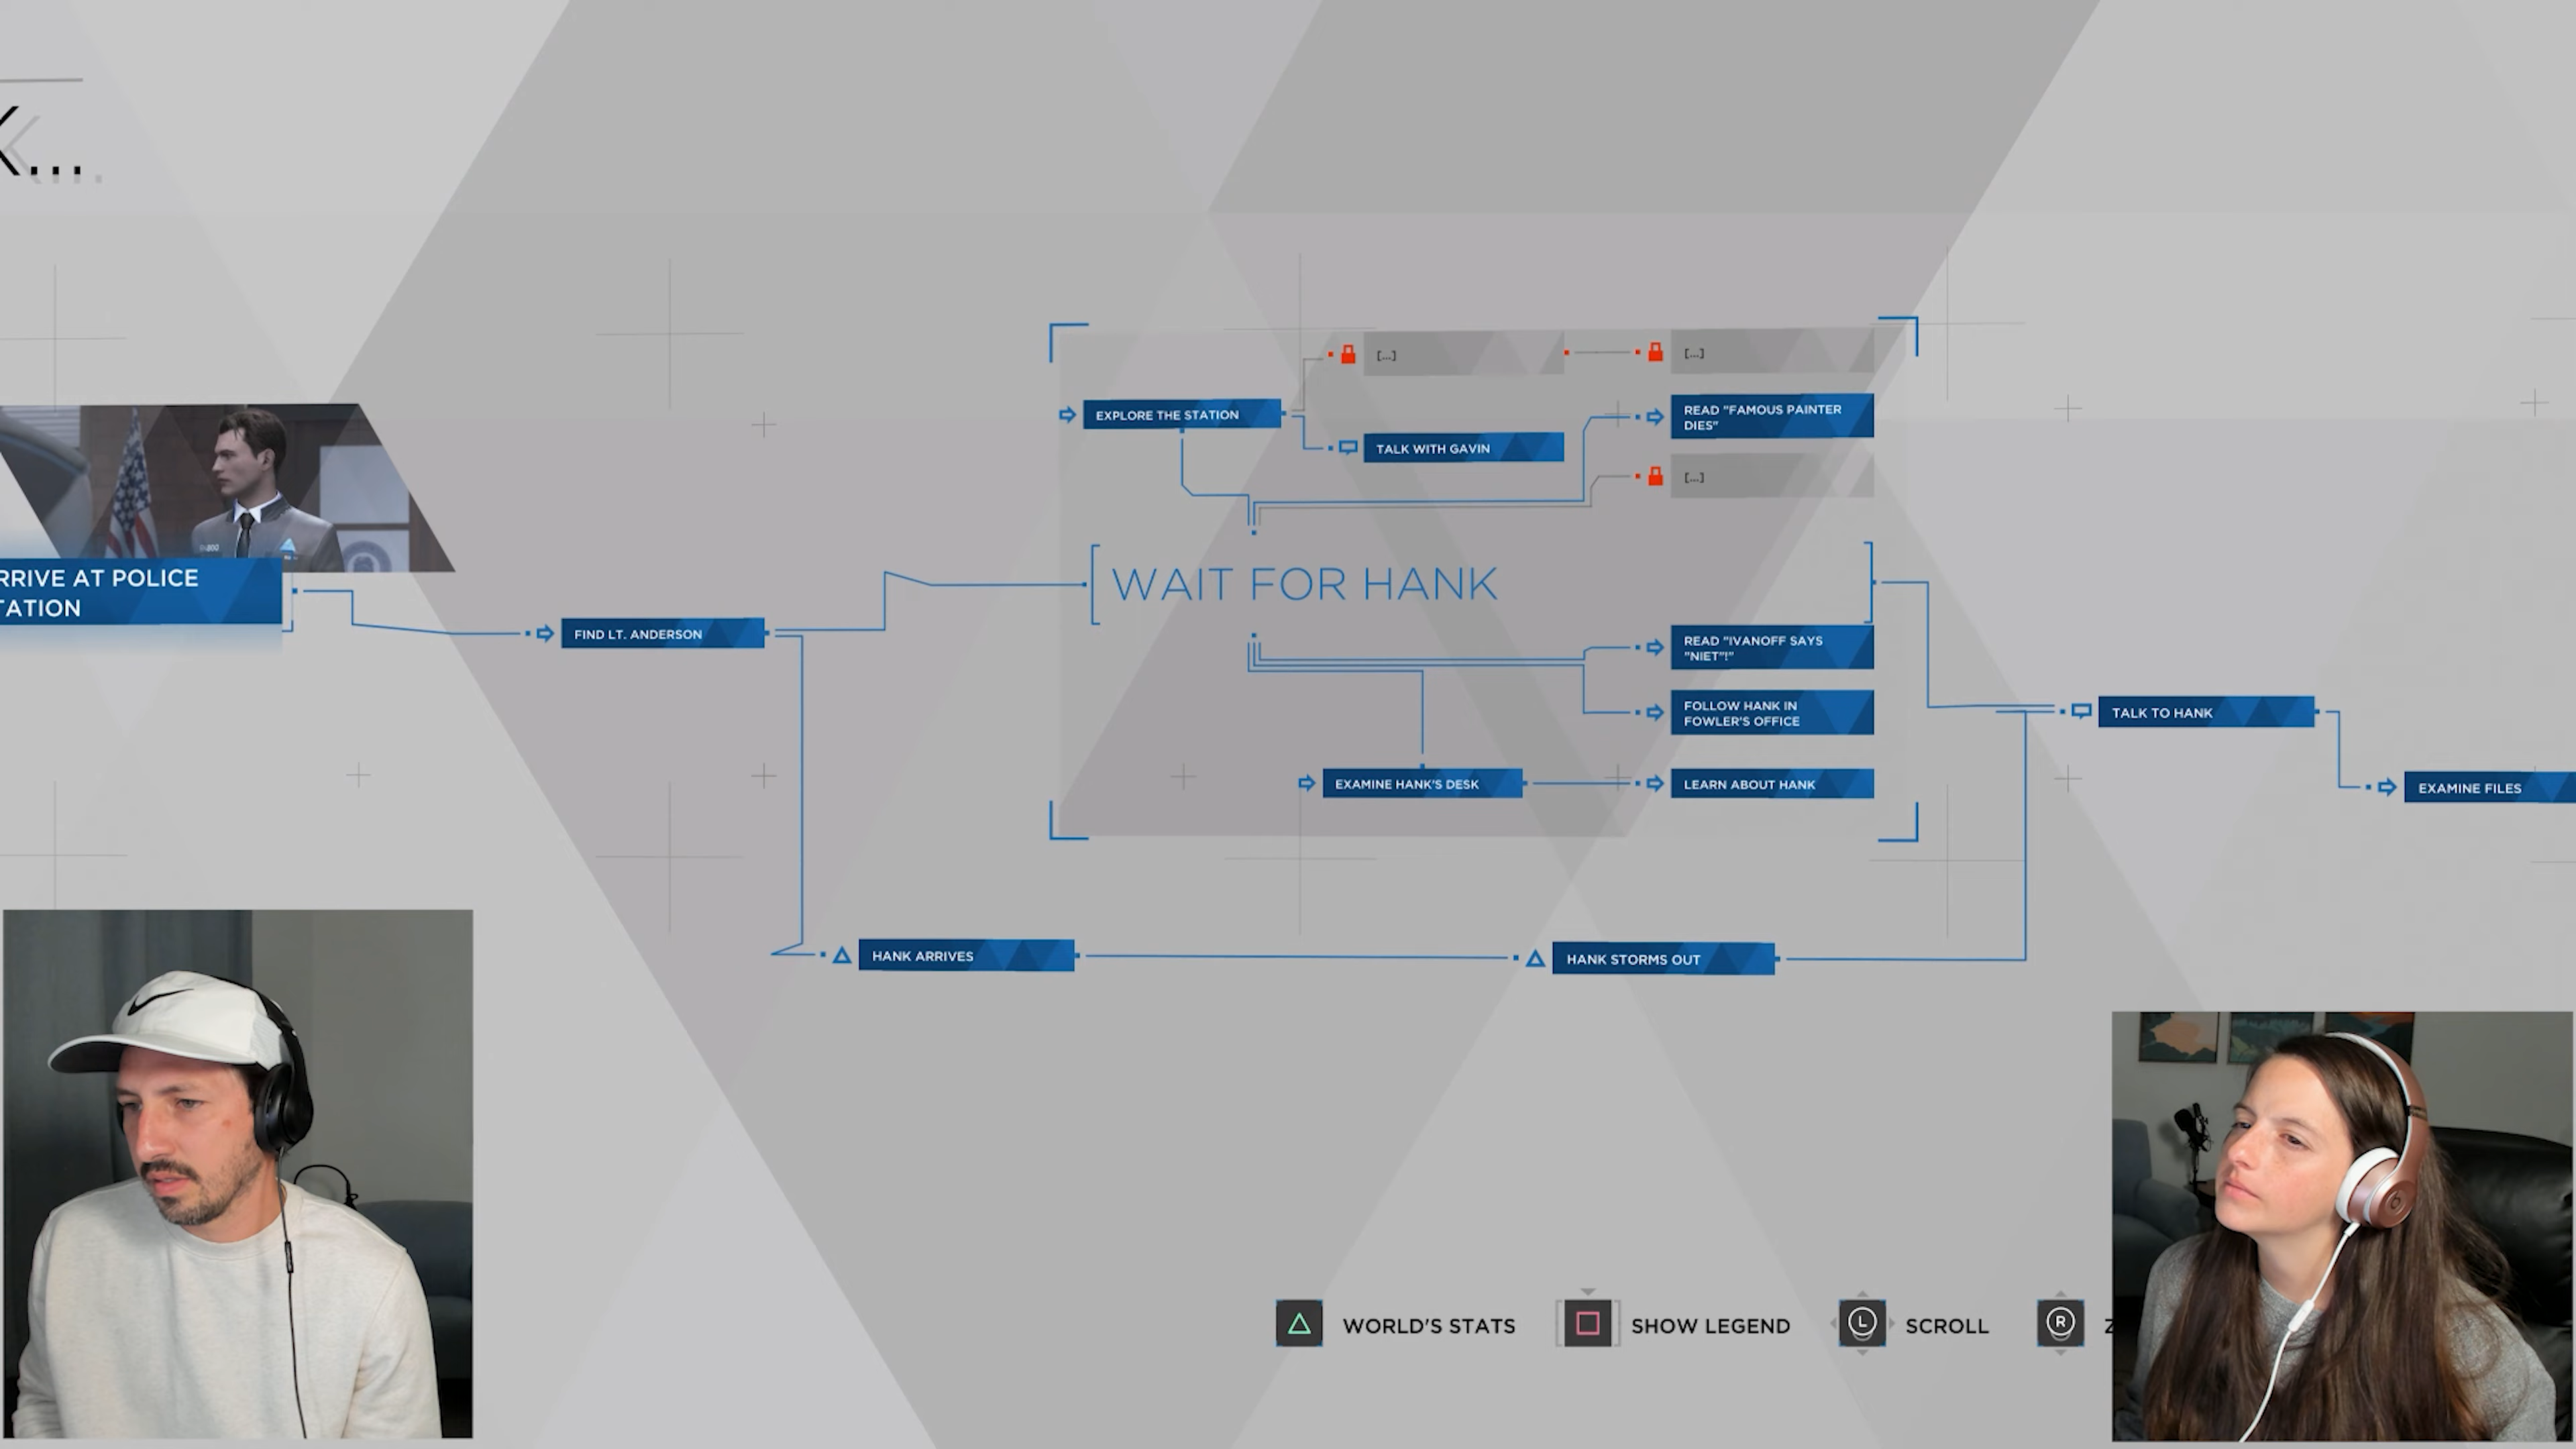 K...
[...]
[...]
EXPLORE THE STATION
READ "FAMOUS PAINTER
DIES"
TALK WITH GAVIN
[...]
WAIT FOR HANK
RRIVE AT POLICE
TATION
FIND LT. ANDERSON
READ "IVANOFF SAYS
"NIET"!"
FOLLOW HANK IN
FOWLER'S OFFICE
TALK TO HANK
EXAMINE HANK'S DESK
LEARN ABOUT HANK
EXAMINE FILES
HANK ARRIVES
HANK STORMS OUT
WORLD'S STATS
SHOW LEGEND
L
SCROLL
R